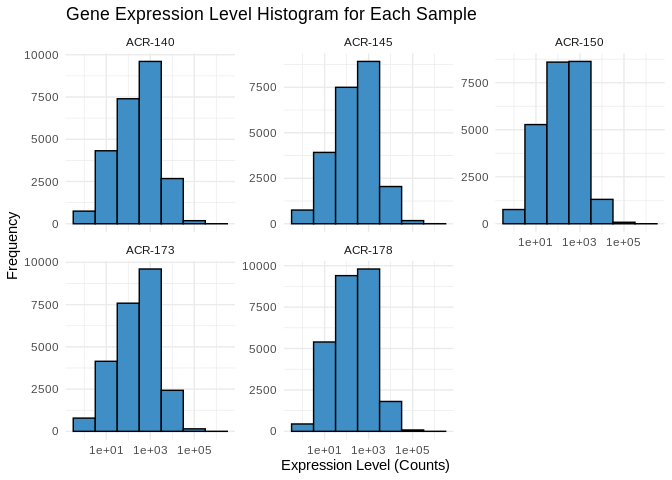 Gene Expression Level Histogram for Each Sample
ACR-140
ACR-145
ACR-150
10000
7500
5000
2500
0
7500
5000
2500
0
7500
5000
2500
0
1e+01 1e+03 1e+05
Frequency
ACR-173
ACR-178
10000
7500
5000
2500
0
10000
7500
5000
2500
0
1e+01 1e+03 1e+05
1e+01 1e+03 1e+05
Expression Level (Counts)